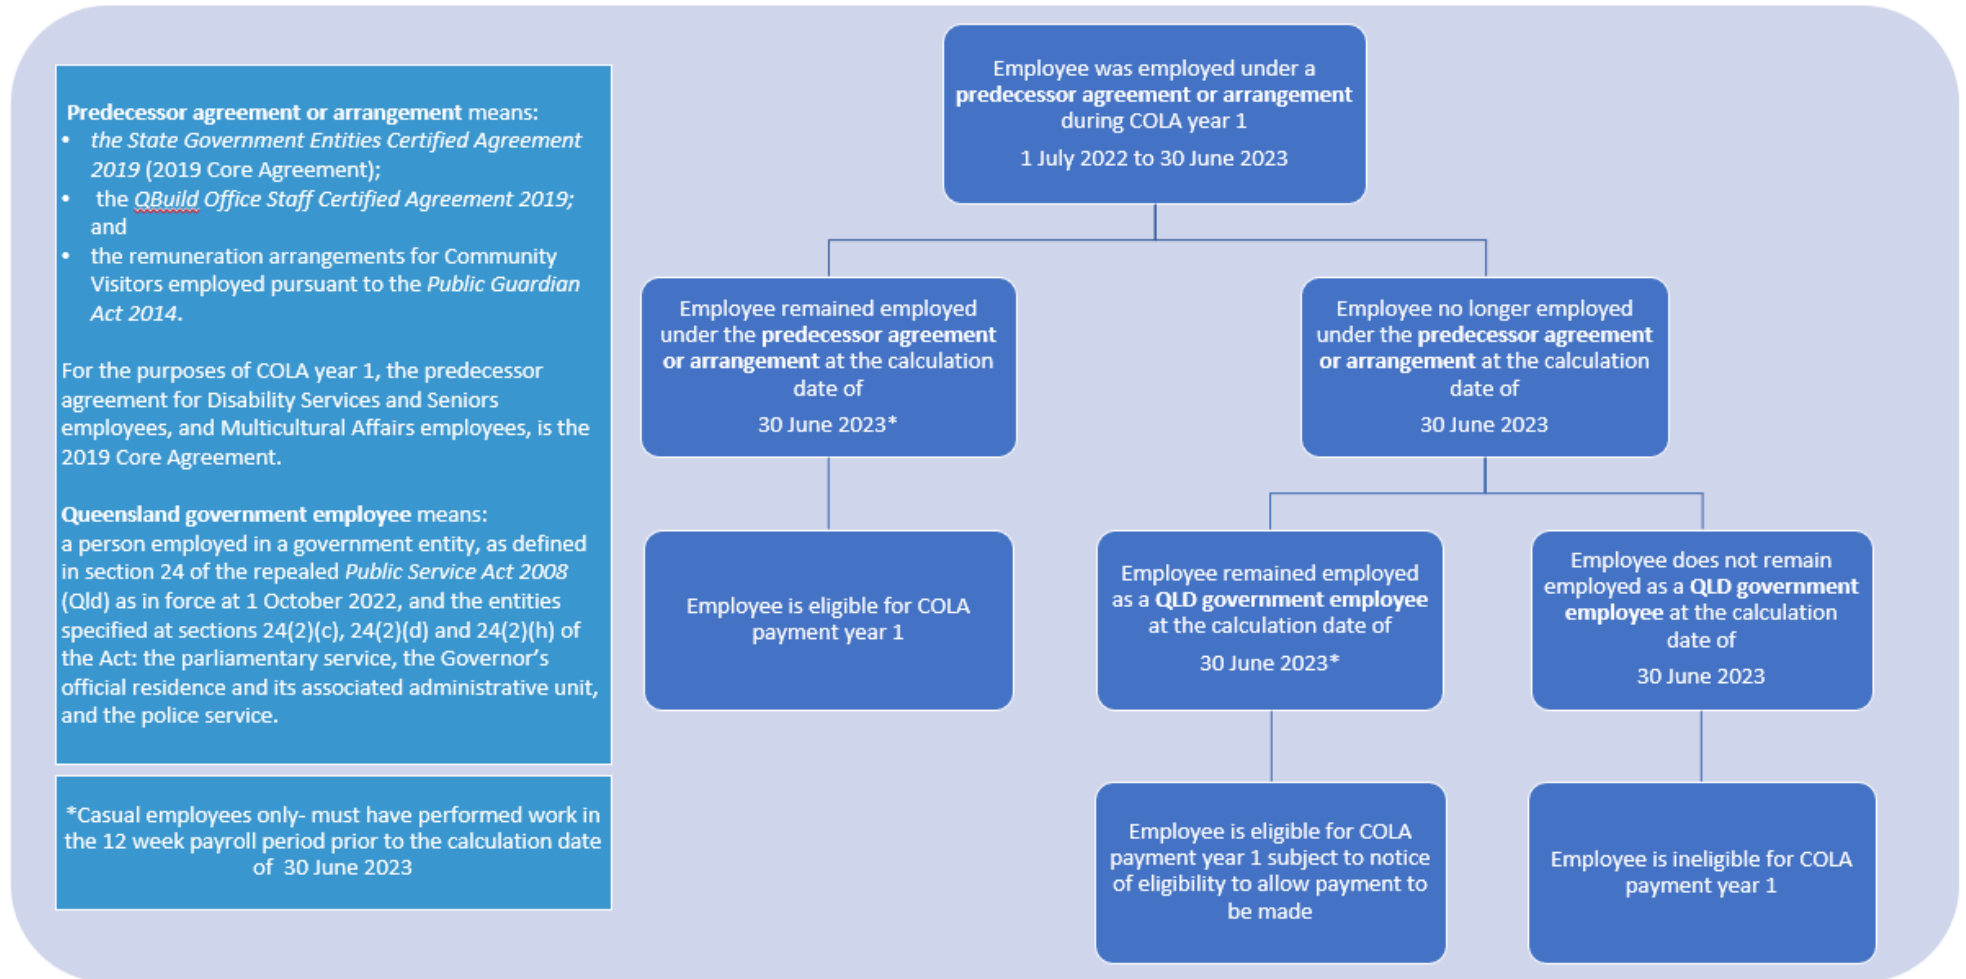 Predecessor agreement or arrangement means:
• the State Government Entities Certified Agreement
2019 (2019 Core Agreement);
• the QBuild Office Staff Certified Agreement 2019;
and
• the remuneration arrangements for Community
Visitors employed pursuant to the Public Guardian
Act 2014.
For the purposes of COLA year 1, the predecessor
agreement for Disability Services and Seniors
employees, and Multicultural Affairs employees, is the
2019 Core Agreement.
Queensland government employee means:
a person employed in a government entity, as defined
in section 24 of the repealed Public Service Act 2008
(Qld) as in force at 1 October 2022, and the entities
specified at sections 24(2)(c), 24(2)(d) and 24(2)(h) of
the Act: the parliamentary service, the Governor's
official residence and its associated administrative unit,
and the police service.
*Casual employees only- must have performed work in
the 12 week payroll period prior to the calculation date
of 30 June 2023
Employee was employed under a
predecessor agreement or arrangement
during COLA year 1
1 July 2022 to 30 June 2023
Employee remained employed
under the predecessor agreement
or arrangement at the calculation
date of
30 June 2023*
Employee no longer employed
under the predecessor agreement
or arrangement at the calculation
date of
30 June 2023
Employee is eligible for COLA
payment year 1
Employee remained employed
as a QLD government employee
at the calculation date of
30 June 2023*
Employee does not remain
employed as a QLD government
employee at the calculation
date of
30 June 2023
Employee is eligible for COLA
payment year 1 subject to notice
of eligibility to allow payment to
be made
Employee is ineligible for COLA
payment year 1